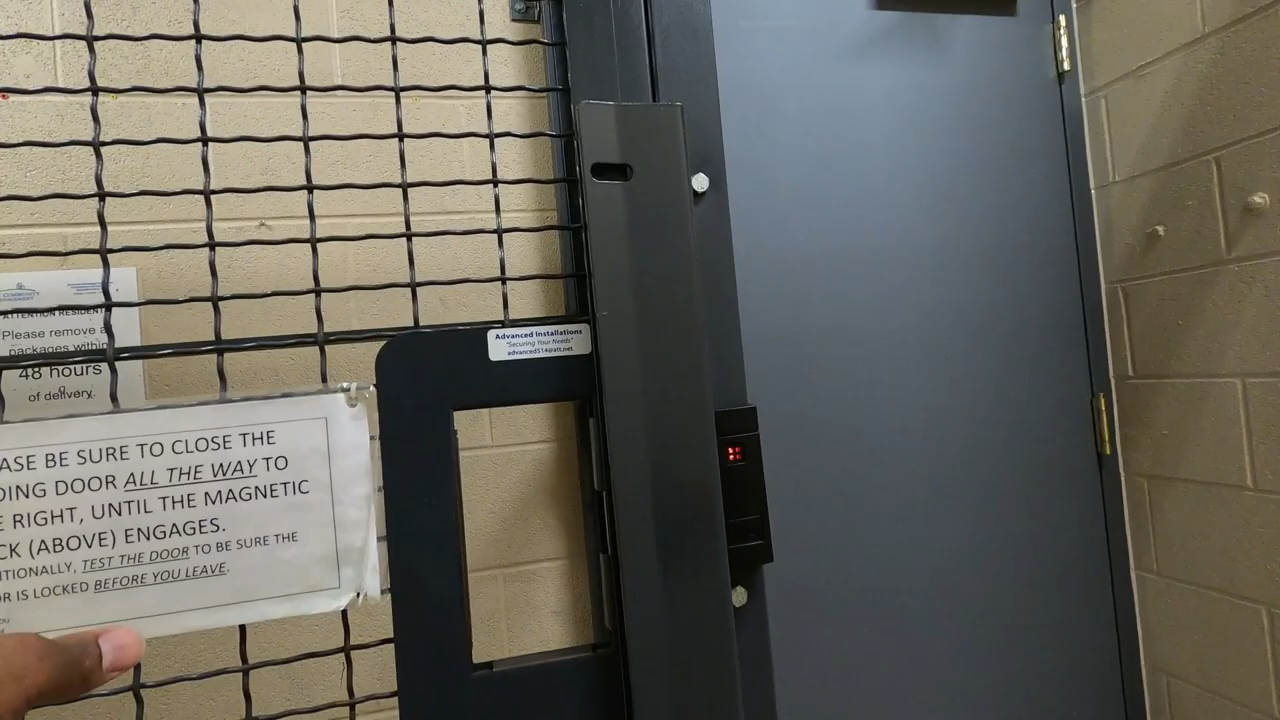 COMMUNITY
ATTENTION RESIDENT
Please remove a
packages within
48 hours
of delivery.
Advanced Installations
"Securing Your Needs"
advanced514@att.net
ASE BE SURE TO CLOSE THE
DING DOOR ALL THE WAY TO
E RIGHT, UNTIL THE MAGNETIC
CK (ABOVE) ENGAGES.
ITIONALLY, TEST THE DOOR TO BE SURE THE
OR IS LOCKED BEFORE YOU LEAVE.